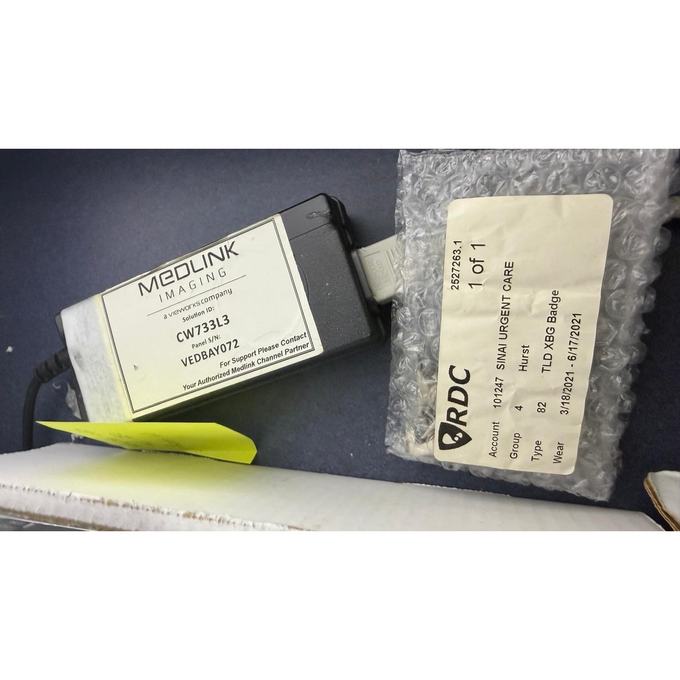 MEDLINK
IMAGING
a vieworks company
Solution ID:
CW733L3
Panel S/N:
VEDBAY072
For Support Please Contact
Your Authorized Medlink Channel Partner
RDC
2527263.1
1 of 1
Account 101247 SINAI URGENT CARE
Group 4 Hurst
Type 82 TLD XBG Badge
Wear 3/18/2021 - 6/17/2021